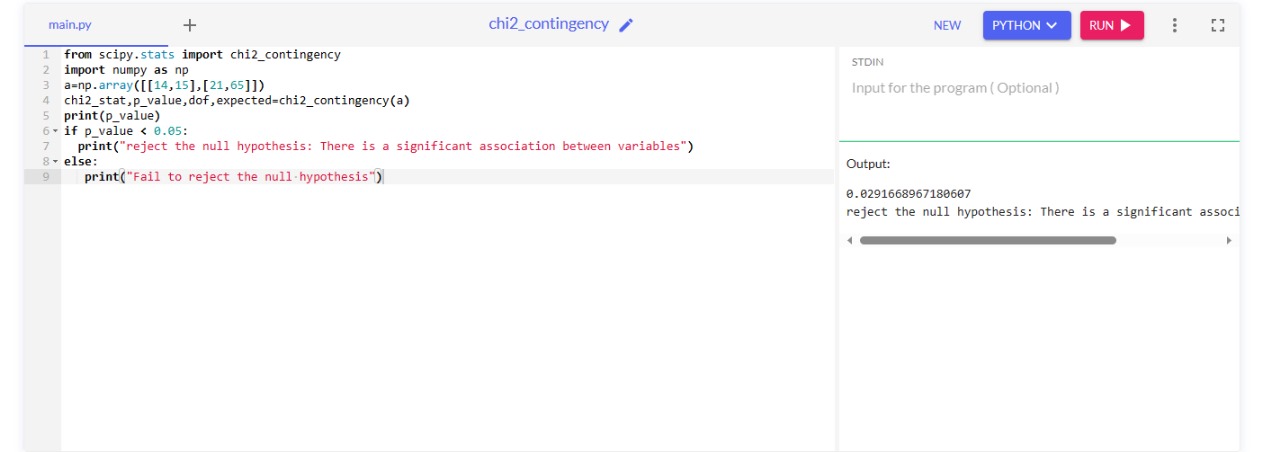 main.py + chi2_contingency NEW PYTHON RUN
1 from scipy.stats import chi2_contingency
2 import numpy as np
3 a=np.array([[14,15],[21,65]])
4 chi2_stat,p_value,dof,expected=chi2_contingency(a)
5 print(p_value)
6 if p_value < 0.05:
7 print("reject the null hypothesis: There is a significant association between variables")
8 else:
9 print("Fail to reject the null·hypothesis")
STDIN
Input for the program ( Optional )
Output:
0.0291668967180607
reject the null hypothesis: There is a significant associ